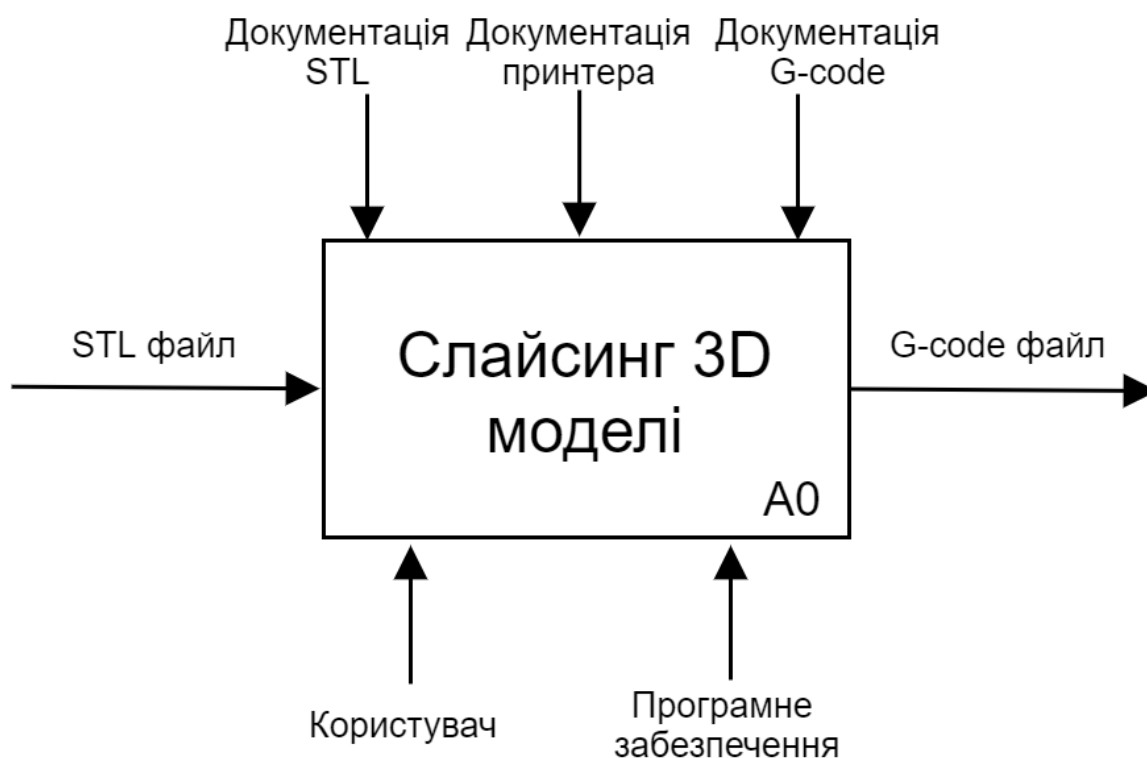 Документація
STL
Документація
принтера
Документація
G-code
STL файл
Слайсинг 3D
моделі
A0
G-code файл
Користувач
Програмне
забезпечення